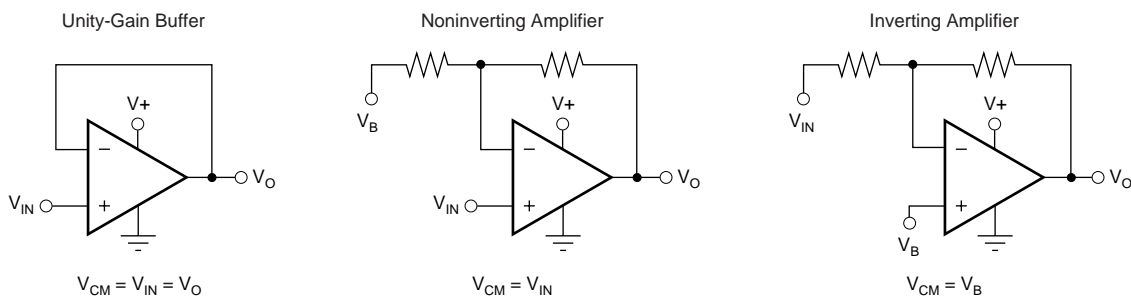 Unity-Gain Buffer
V+
−
+
V_IN
V_O
V_CM = V_IN = V_O
Noninverting Amplifier
V_B
V+
−
+
V_IN
V_O
V_CM = V_IN
Inverting Amplifier
V_IN
V+
−
+
V_B
V_O
V_CM = V_B